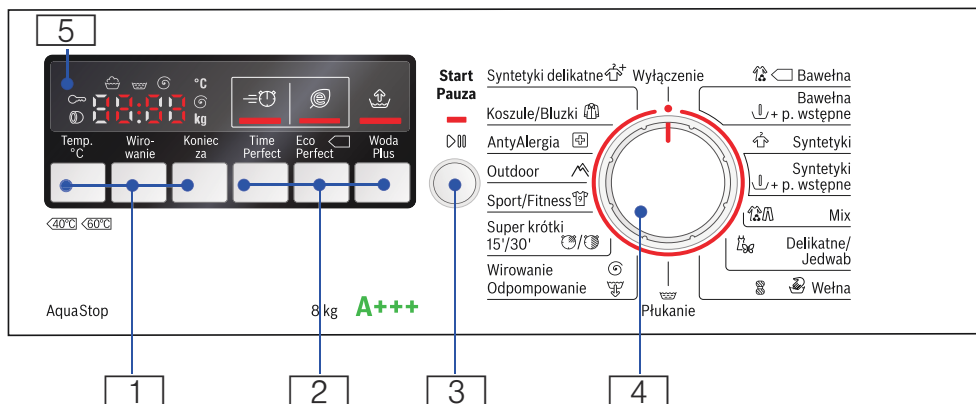 5
°C
kg
Temp.
°C
Wiro-
wanie
Koniec
za
Time
Perfect
Eco
Perfect
Woda
Plus
<40°C <60°C
AquaStop
8 kg
A+++
Start
Pauza
Syntetyki delikatne
Koszule/Bluzki
AntyAlergia
Outdoor
Sport/Fitness
Super krótki
15'/30'
Wirowanie
Odpompowanie
Wyłączenie
Płukanie
Bawełna
Bawełna
+ p. wstępne
Syntetyki
Syntetyki
+ p. wstępne
Mix
Delikatne/
Jedwab
Wełna
1
2
3
4